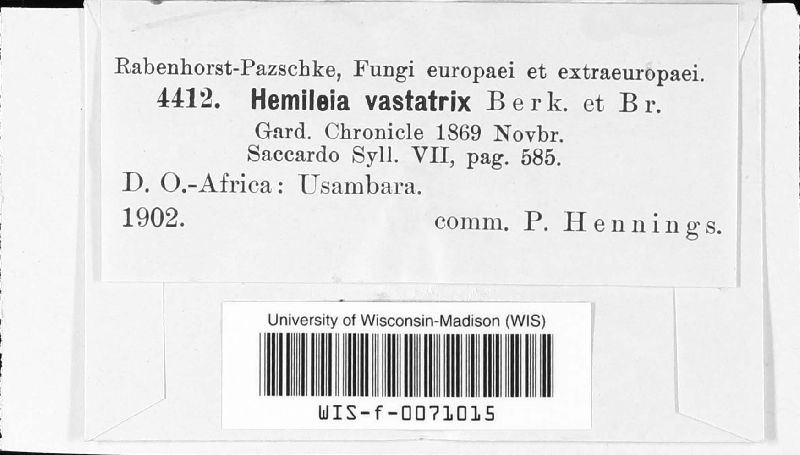 Rabenhorst-Pazschke, Fungi europaei et extraeuropaei.
4412. Hemileia vastatrix Berk. et Br.
Gard. Chronicle 1869 Novbr.
Saccardo Syll. VII, pag. 585.
D. O.-Africa: Usambara.
1902. comm. P. Hennings.
University of Wisconsin-Madison (WIS)
WIS-f-0071015